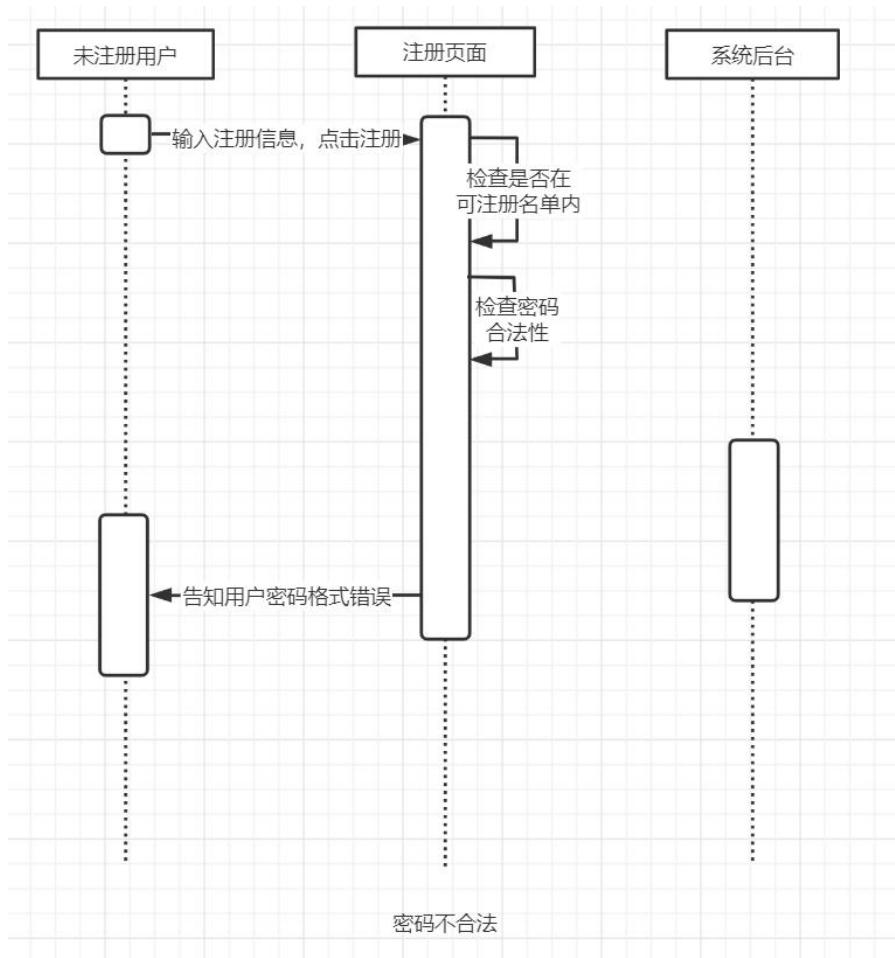 未注册用户
注册页面
系统后台
输入注册信息，点击注册
检查是否在
可注册名单内
检查密码
合法性
告知用户密码格式错误
密码不合法